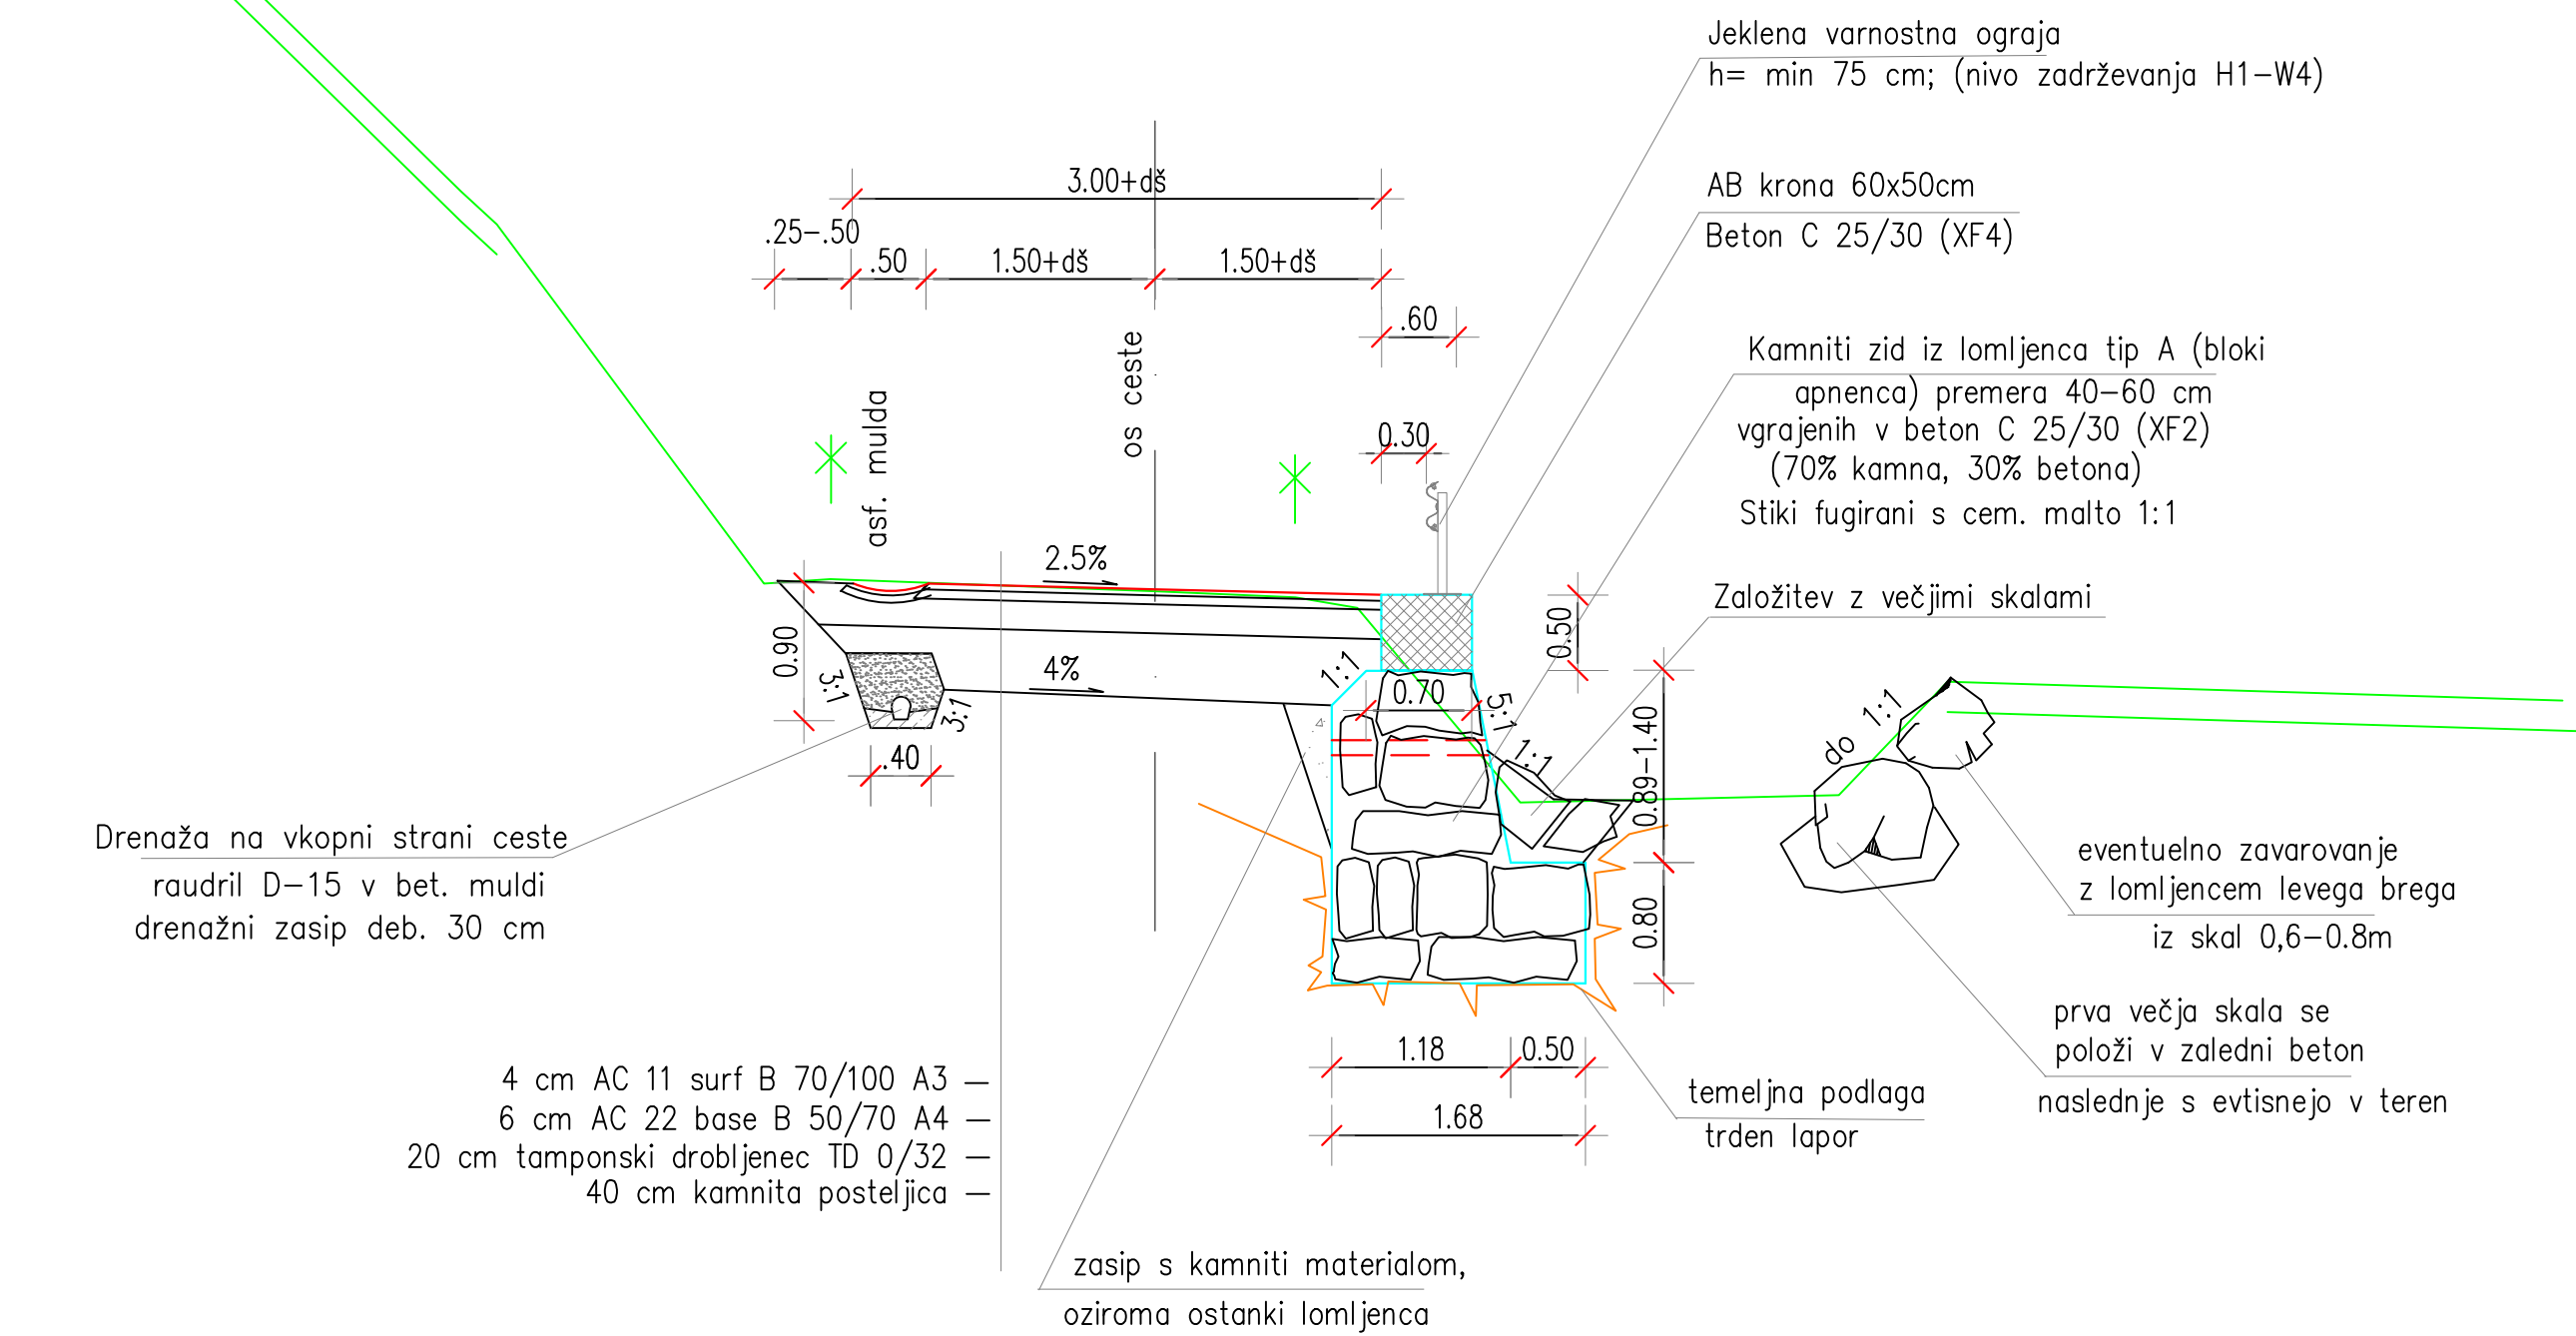 Jeklena varnostna ograja
h= min 75 cm; (nivo zadrževanja H1-W4)
3.00+dš
.25-.50
.50
1.50+dš
1.50+dš
AB krona 60x50cm
Beton C 25/30 (XF4)
.60
0.30
os ceste
asf. mulda
Kamniti zid iz lomljenca tip A (bloki
apnenca) premera 40-60 cm
vgrajenih v beton C 25/30 (XF2)
(70% kamna, 30% betona)
Stiki fugirani s cem. malto 1:1
2.5%
4%
Založitev z večjimi skalami
0.90
3:1
3:1
.40
1:1
0.70
5:1
1:1
0.50
0.89-1.40
0.80
do 1:1
Drenaža na vkopni strani ceste
raudril D-15 v bet. muldi
drenažni zasip deb. 30 cm
eventuelno zavarovanje
z lomljencem levega brega
iz skal 0,6-0.8m
prva večja skala se
položi v zaledni beton
naslednje s evtisnejo v teren
1.18
0.50
1.68
temeljna podlaga
trden lapor
4 cm AC 11 surf B 70/100 A3
6 cm AC 22 base B 50/70 A4
20 cm tamponski drobljenec TD 0/32
40 cm kamnita posteljica
zasip s kamniti materialom,
oziroma ostanki lomljenca